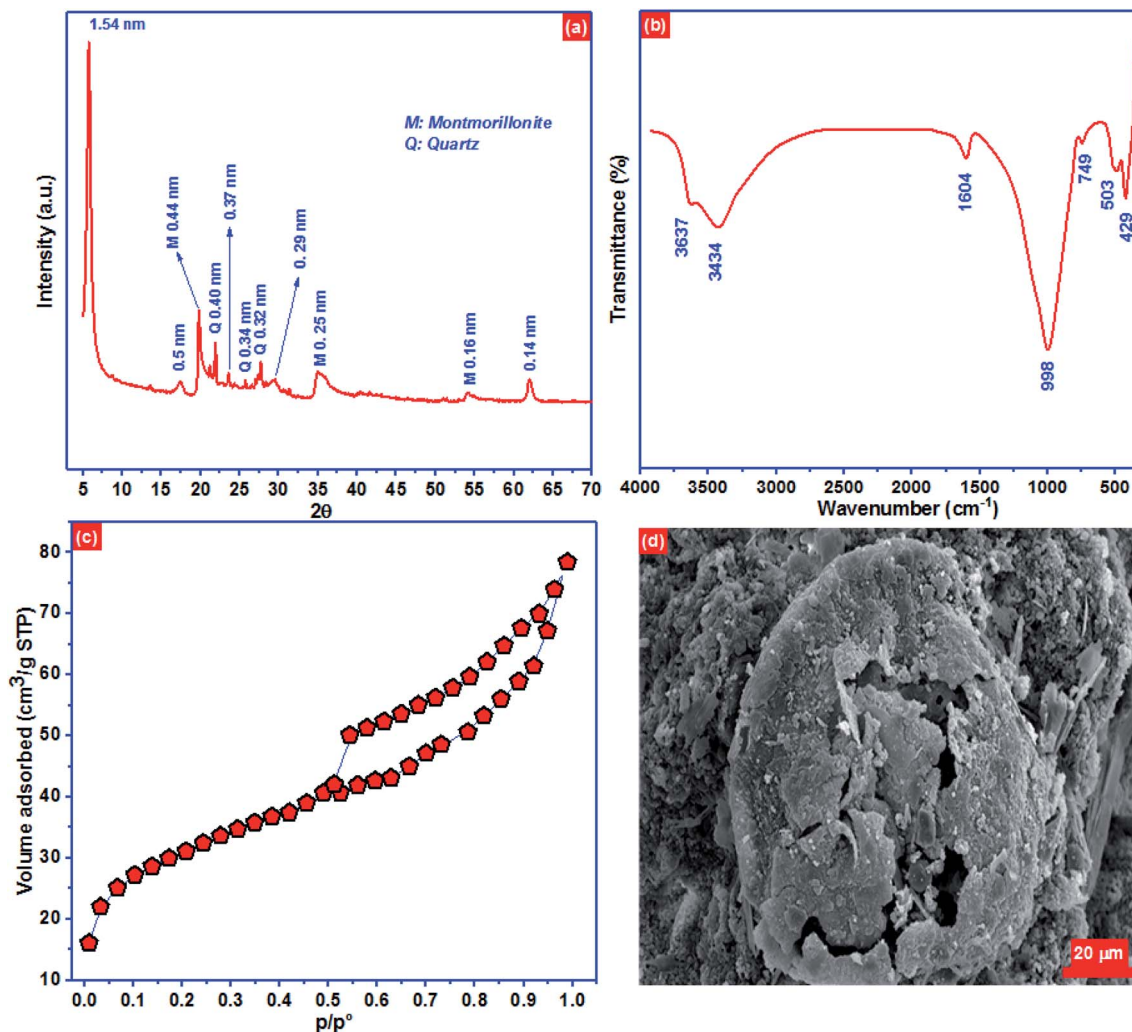 1.54 nm
(a)
M: Montmorillonite
Q: Quartz
0.5 nm
M 0.44 nm
Q 0.40 nm
0.37 nm
Q 0.34 nm
Q 0.32 nm
0.29 nm
M 0.25 nm
M 0.16 nm
0.14 nm
Intensity (a.u.)
5 10 15 20 25 30 35 40 45 50 55 60 65 70
2θ
(b)
3637
3434
1604
998
749
503
429
Transmittance (%)
4000 3500 3000 2500 2000 1500 1000 500
Wavenumber (cm⁻¹)
(c)
80
70
60
50
40
30
20
10
Volume adsorbed (cm³/g STP)
0.0 0.1 0.2 0.3 0.4 0.5 0.6 0.7 0.8 0.9 1.0
p/p°
(d)
20 µm